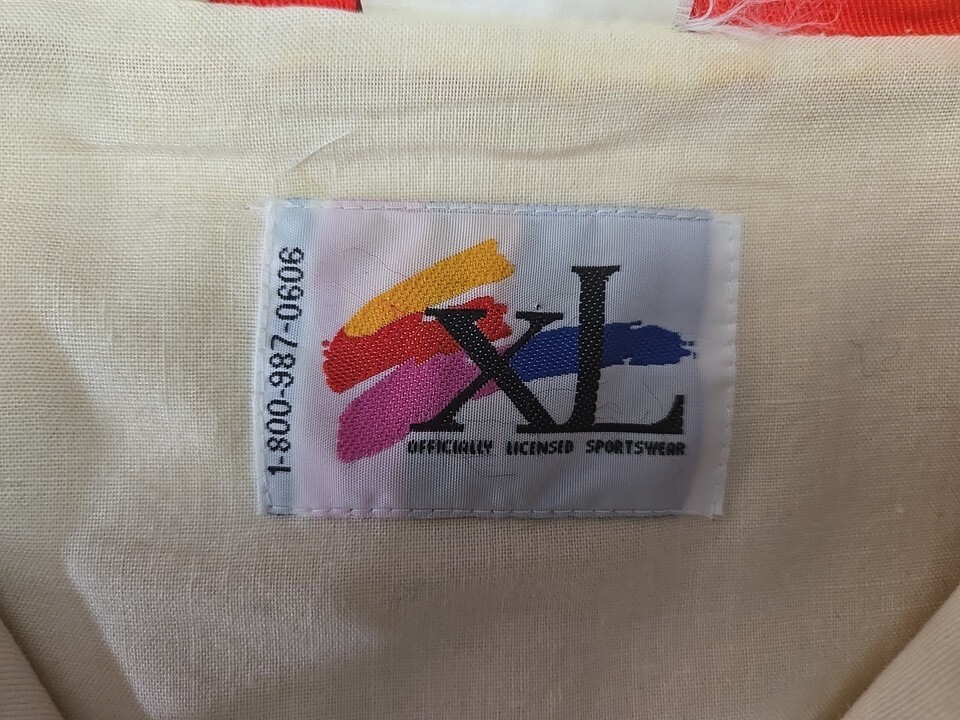 1-800-987-0606
XL
OFFICIALLY LICENSED SPORTSWEAR